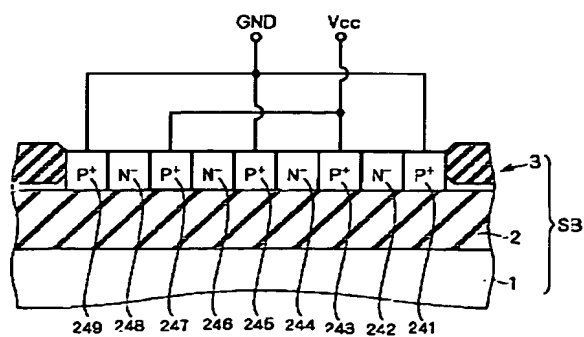 GND Vcc
P+ N- P+ N- P+ N- P+ N- P+
3
2
SB
1
249 248 247 246 245 244 243 242 241